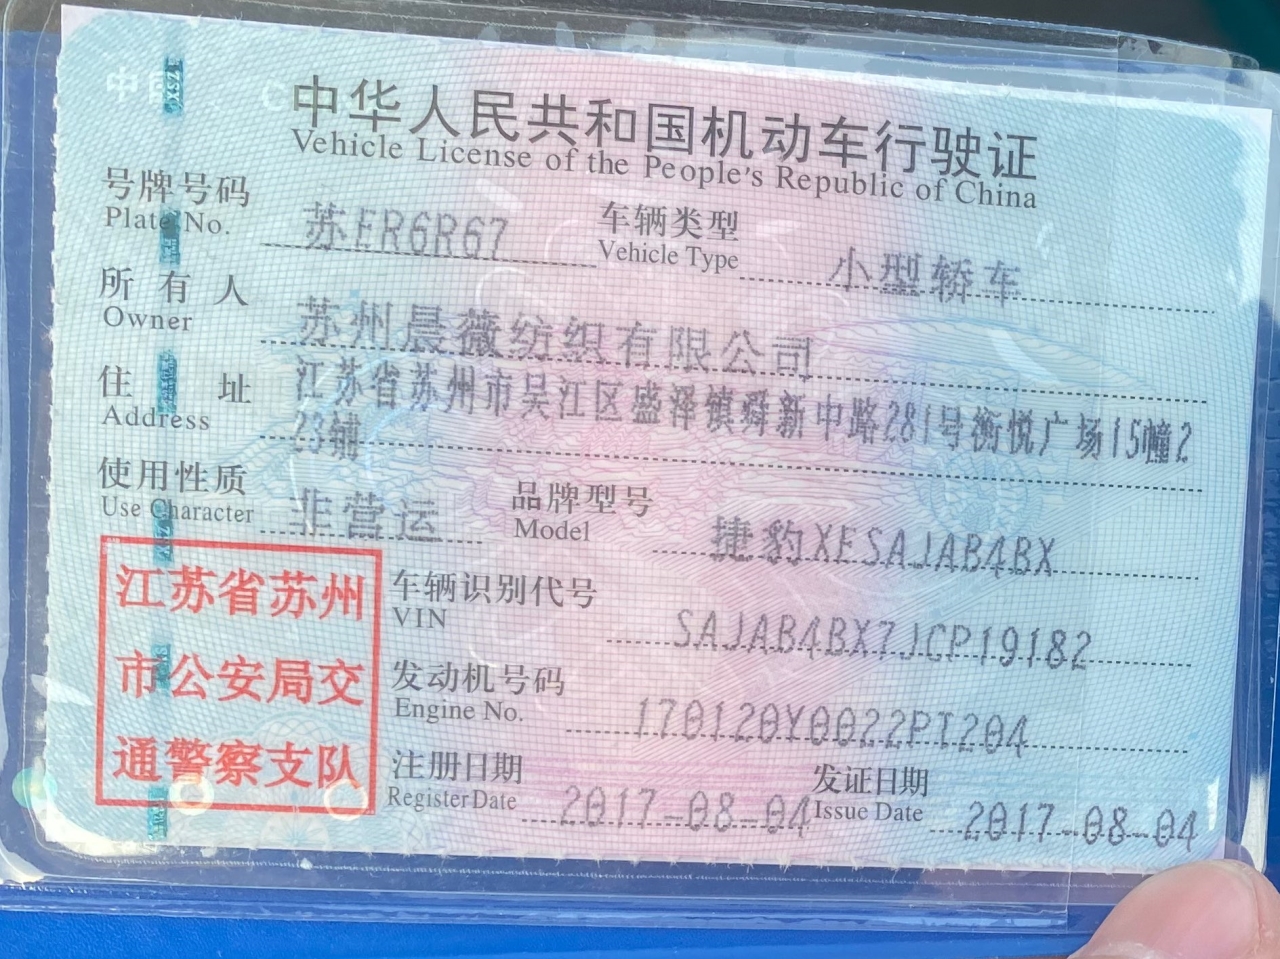 中华人民共和国机动车行驶证
Vehicle License of the People's Republic of China
号牌号码 苏ER6R67 车辆类型 小型轿车
Plate No. Vehicle Type
所有人 苏州晨薇纺织有限公司
Owner
住址 江苏省苏州市吴江区盛泽镇舜新中路281号衡悦广场15幢2
Address 23铺
使用性质 非营运 品牌型号 捷豹XESAJAB4BX
Use Character Model
江苏省苏州
市公安局交
通警察支队
车辆识别代号 SAJAB4BX7JCP19182
VIN
发动机号码 170120Y0022PT204
Engine No.
注册日期 2017-08-04 发证日期 2017-08-04
Register Date Issue Date